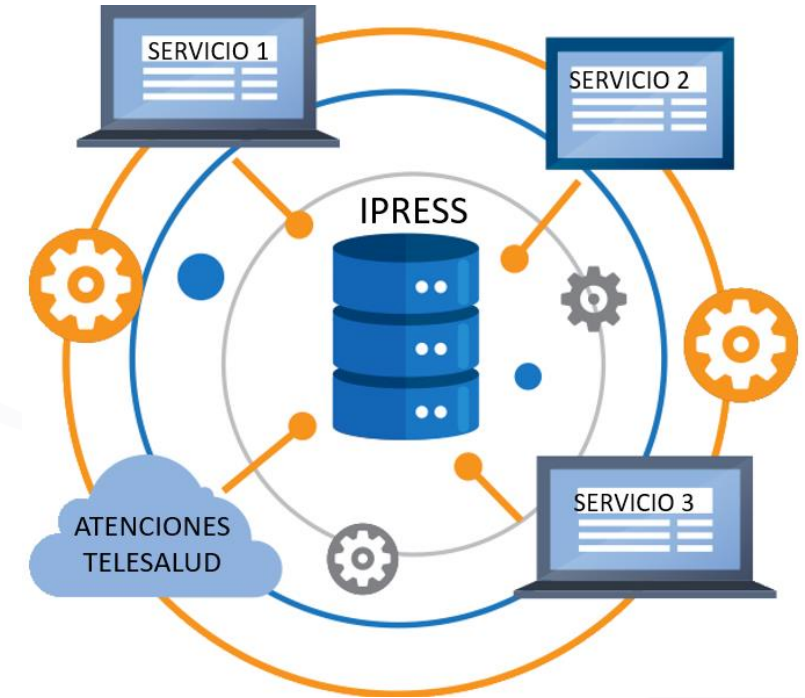 SERVICIO 1
SERVICIO 2
IPRESS
SERVICIO 3
ATENCIONES
TELESALUD